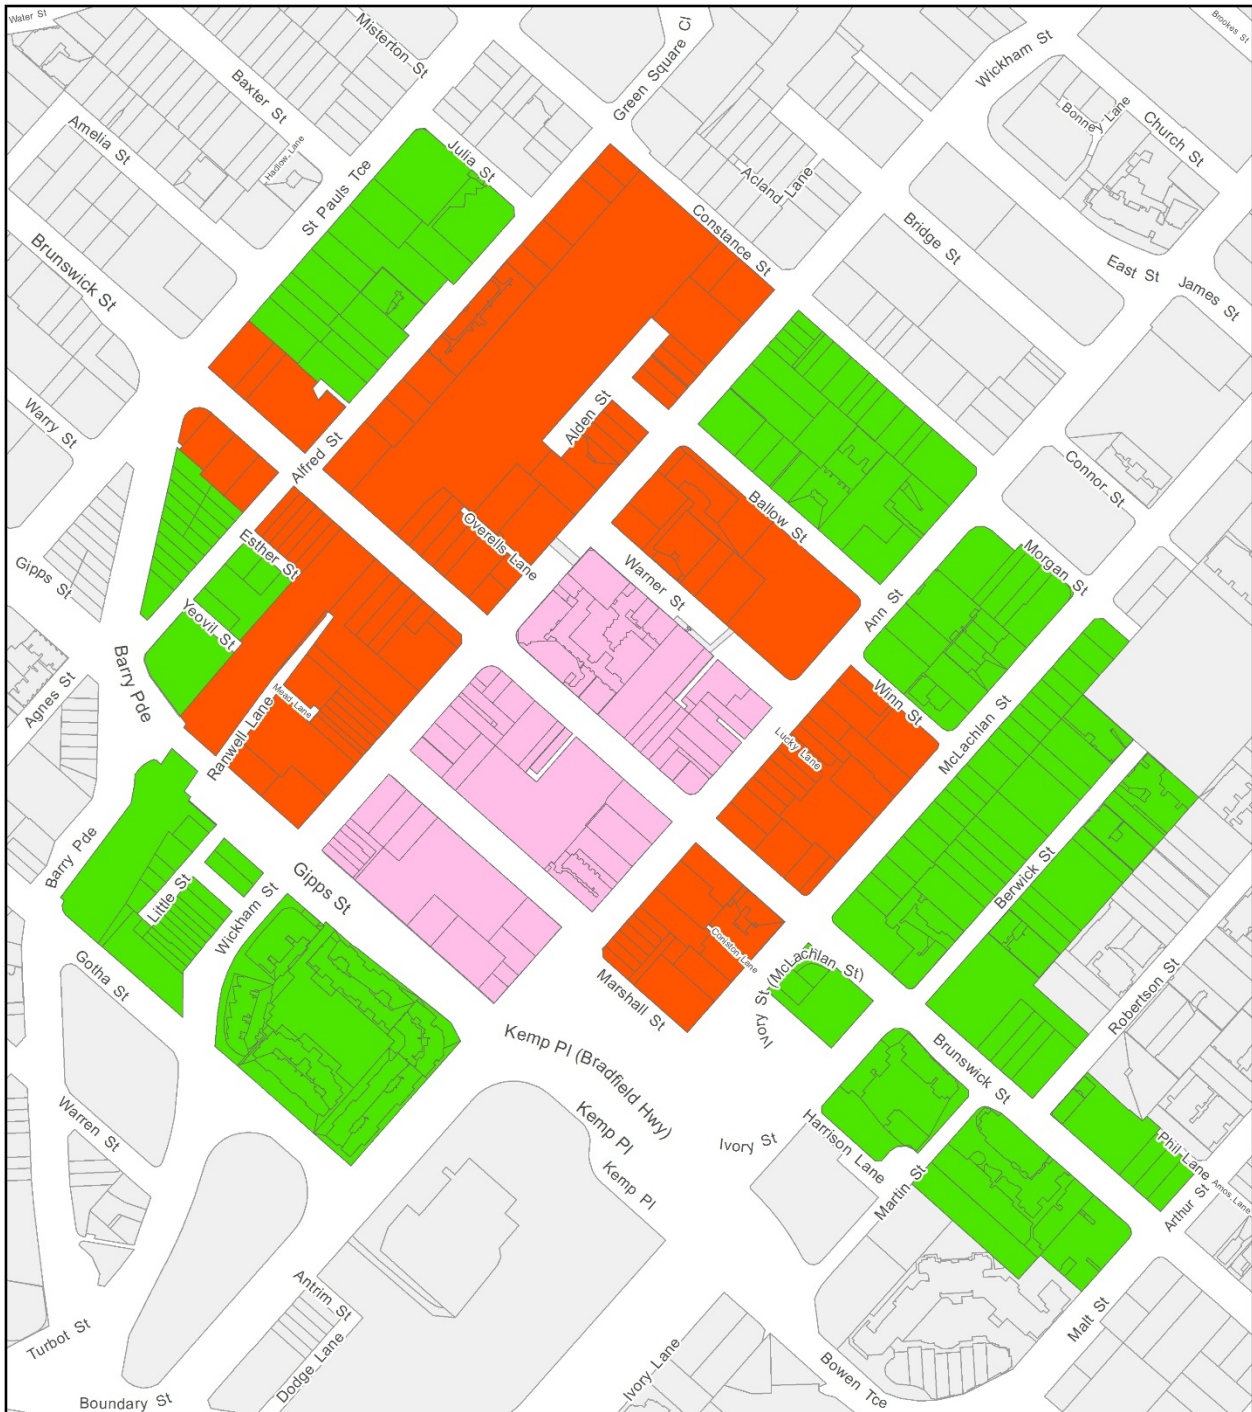 Water St
Misterton St
Green Square Cl
Brookes St
Wickham St
Baxter St
Bonney Lane
Church St
Amelia St
Hadlow Lane
Julia St
St Pauls Tce
Acland Lane
Constance St
Bridge St
Brunswick St
East St
James St
Warry St
Alden St
Alfred St
Connor St
Ballow St
Overells Lane
Esther St
Morgan St
Gipps St
Warner St
Ann St
Yeovil St
Barry Pde
Agnes St
Mead Lane
Winn St
Ranwell Lane
Lucky Lane
McLachlan St
Barry Pde
Little St
Wickham St
Gipps St
Berwick St
Coniston Lane
Gotha St
Marshall St
Ivory St (McLachlan St)
Robertson St
Kemp Pl (Bradfield Hwy)
Brunswick St
Warren St
Kemp Pl
Ivory St
Harrison Lane
Kemp Pl
Martin St
Phil Lane
Amos Lane
Arthur St
Antrim St
Malt St
Turbot St
Dodge Lane
Ivory Lane
Bowen Tce
Boundary St